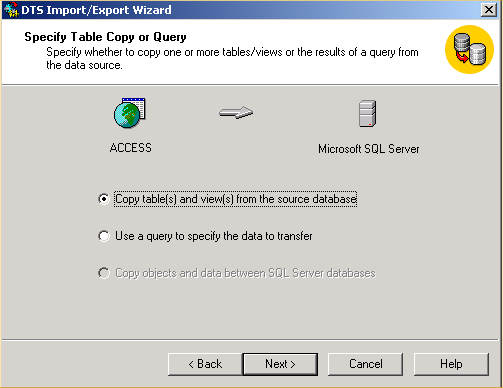 DTS Import/Export Wizard
Specify Table Copy or Query
Specify whether to copy one or more tables/views or the results of a query from
the data source.
ACCESS
Microsoft SQL Server
Copy table(s) and view(s) from the source database
Use a query to specify the data to transfer
Copy objects and data between SQL Server databases
< Back
Next >
Cancel
Help